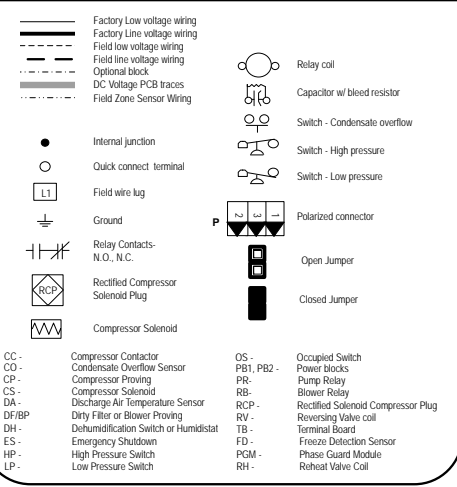 Factory Low voltage wiring
Factory Line voltage wiring
Field low voltage wiring
Field line voltage wiring
Optional block
DC Voltage PCB traces
Field Zone Sensor Wiring
Internal junction
Quick connect terminal
L1 Field wire lug
Ground
Relay Contacts-
N.O., N.C.
RCP Rectified Compressor
Solenoid Plug
Compressor Solenoid
Relay coil
Capacitor w/ bleed resistor
Switch - Condensate overflow
Switch - High pressure
Switch - Low pressure
P 2 3 1 Polarized connector
Open Jumper
Closed Jumper
CC - Compressor Contactor
CO - Condensate Overflow Sensor
CP - Compressor Proving
CS - Compressor Solenoid
DA - Discharge Air Temperature Sensor
DF/BP Dirty Filter or Blower Proving
DH - Dehumidification Switch or Humidistat
ES - Emergency Shutdown
HP - High Pressure Switch
LP - Low Pressure Switch
OS - Occupied Switch
PB1, PB2 - Power blocks
PR- Pump Relay
RB- Blower Relay
RCP - Rectified Solenoid Compressor Plug
RV - Reversing Valve coil
TB - Terminal Board
FD - Freeze Detection Sensor
PGM - Phase Guard Module
RH - Reheat Valve Coil